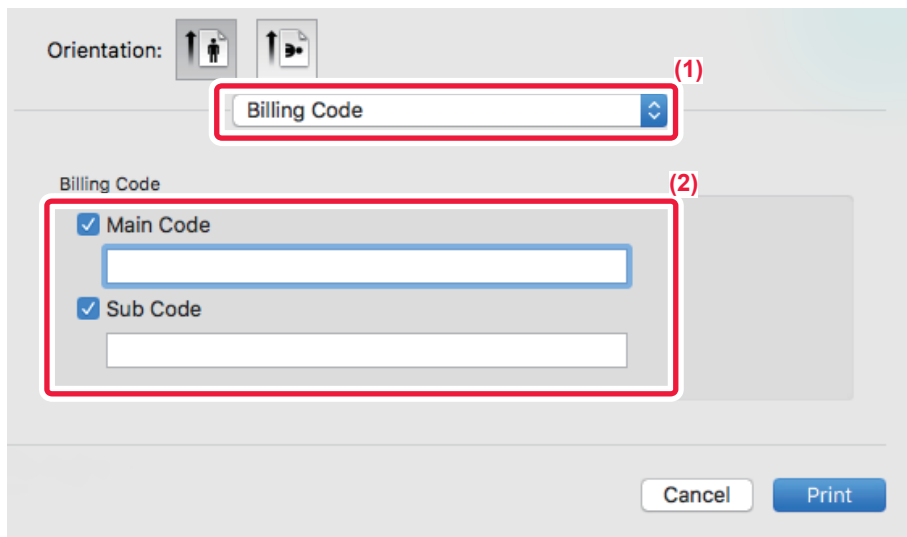 Orientation:
(1)
Billing Code
Billing Code
(2)
Main Code
Sub Code
Cancel
Print